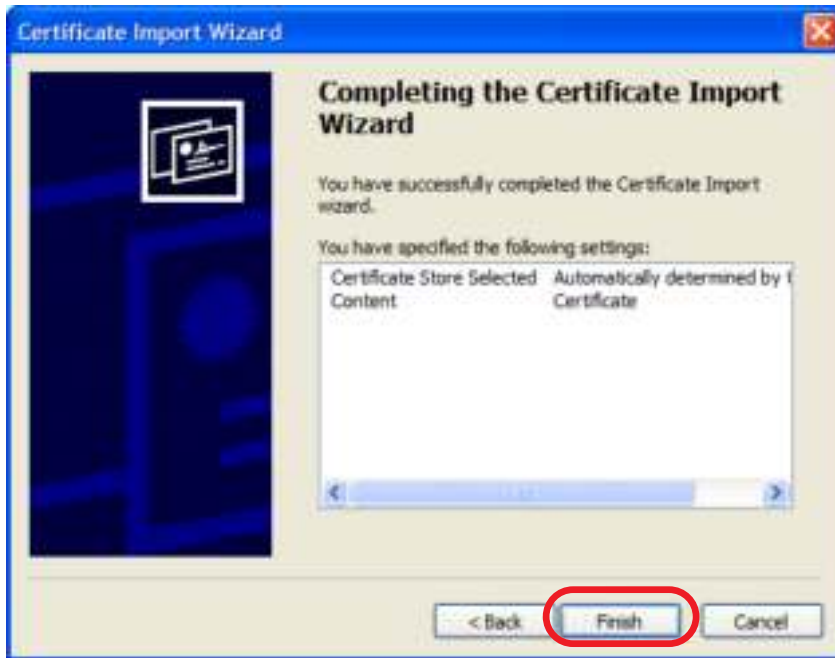 Certificate Import Wizard
Completing the Certificate Import
Wizard
You have successfully completed the Certificate Import
wizard.
You have specified the following settings:
Certificate Store Selected Automatically determined by t
Content Certificate
< Back Finish Cancel